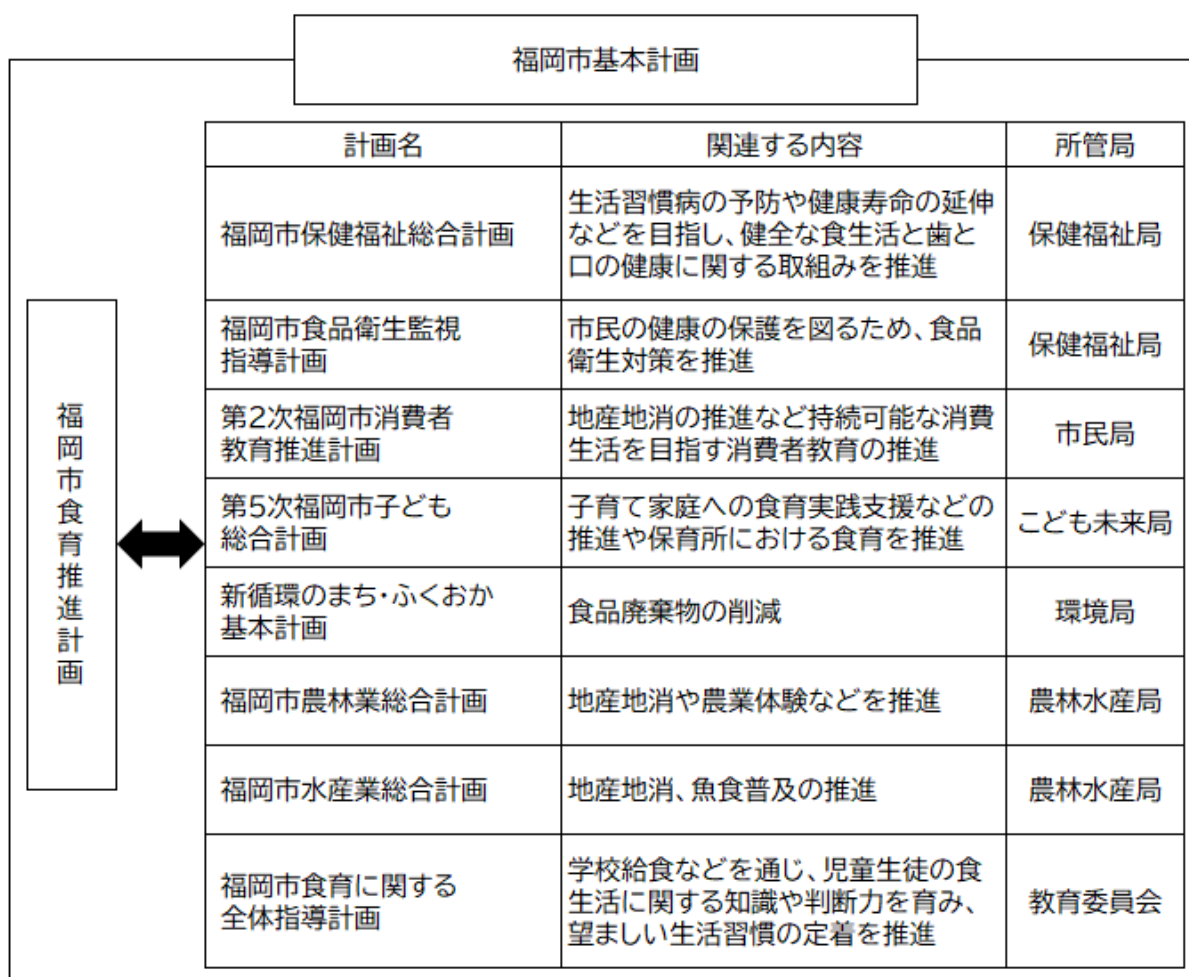 福岡市基本計画
計画名 関連する内容 所管局
福岡市保健福祉総合計画
生活習慣病の予防や健康寿命の延伸
などを目指し、健全な食生活と歯と
口の健康に関する取組みを推進
保健福祉局
福岡市食品衛生監視
指導計画
市民の健康の保護を図るため、食品
衛生対策を推進
保健福祉局
第2次福岡市消費者
教育推進計画
地産地消の推進など持続可能な消費
生活を目指す消費者教育の推進
市民局
第5次福岡市子ども
総合計画
子育て家庭への食育実践支援などの
推進や保育所における食育を推進
こども未来局
新循環のまち・ふくおか
基本計画
食品廃棄物の削減
環境局
福岡市農林業総合計画
地産地消や農業体験などを推進
農林水産局
福岡市水産業総合計画
地産地消、魚食普及の推進
農林水産局
福岡市食育に関する
全体指導計画
学校給食などを通じ、児童生徒の食
生活に関する知識や判断力を育み、
望ましい生活習慣の定着を推進
教育委員会
福岡市食育推進計画